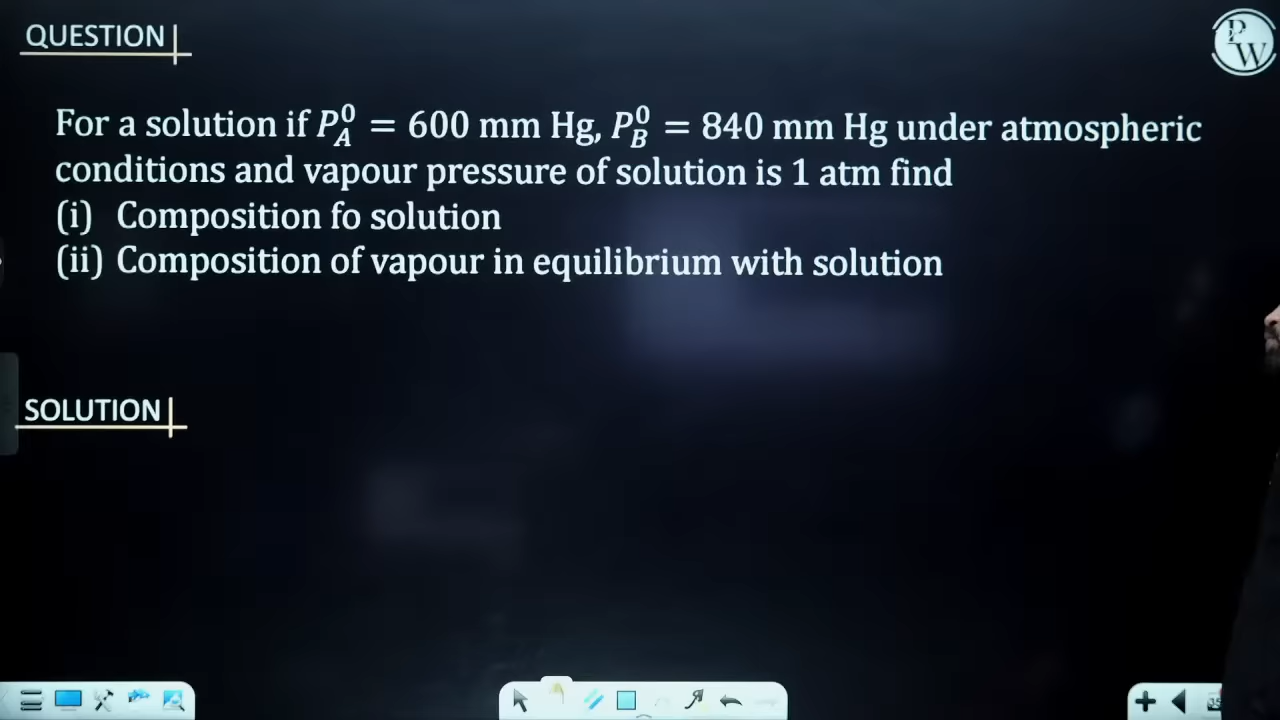 QUESTION
PW
For a solution if $P_A^0$ = 600 mm Hg, $P_B^0$ = 840 mm Hg under atmospheric
conditions and vapour pressure of solution is 1 atm find
(i) Composition fo solution
(ii) Composition of vapour in equilibrium with solution
SOLUTION